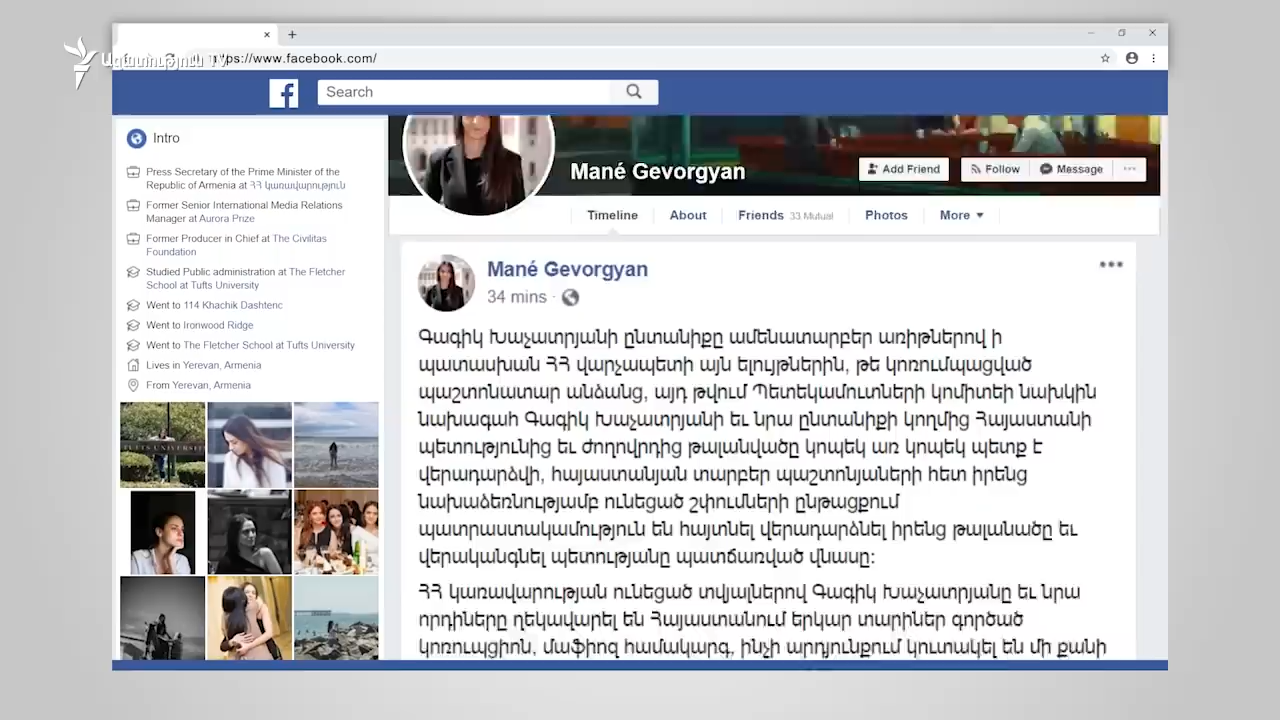 Ազատություն TV
ps://www.facebook.com/
Search
Intro
Press Secretary of the Prime Minister of the
Republic of Armenia at ՀՀ կառավարություն
Former Senior International Media Relations
Manager at Aurora Prize
Former Producer in Chief at The Civilitas
Foundation
Studied Public administration at The Fletcher
School at Tufts University
Went to 114 Khachik Dashtenc
Went to Ironwood Ridge
Went to The Fletcher School at Tufts University
Lives in Yerevan, Armenia
From Yerevan, Armenia
TUFTS UNIVERSITY
Mané Gevorgyan
Add Friend
Follow
Message
Timeline
About
Friends 33 Mutual
Photos
More
Mané Gevorgyan
34 mins ·
Գագիկ Խաչատրյանի ընտանիքը ամենատարբեր առիթներով ի
պատասխան ՀՀ վարչապետի այն ելույթներին, թե կոռումպացված
պաշտոնատար անձանց, այդ թվում Պետեկամուտների կոմիտեի նախկին
նախագահ Գագիկ Խաչատրյանի եւ նրա ընտանիքի կողմից Հայաստանի
պետությունից եւ ժողովրդից թալանվածը կոպեկ առ կոպեկ պետք է
վերադարձվի, հայաստանյան տարբեր պաշտոնյաների հետ իրենց
նախաձեռնությամբ ունեցած շփումների ընթացքում
պատրաստակամություն են հայտնել վերադարձնել իրենց թալանածը եւ
վերականգնել պետությանը պատճառված վնասը:
ՀՀ կառավարության ունեցած տվյալներով Գագիկ Խաչատրյանը եւ նրա
որդիները ղեկավարել են Հայաստանում երկար տարիներ գործած
կոռուպցիոն, մաֆիոզ համակարգ, ինչի արդյունքում կուտակել են մի քանի